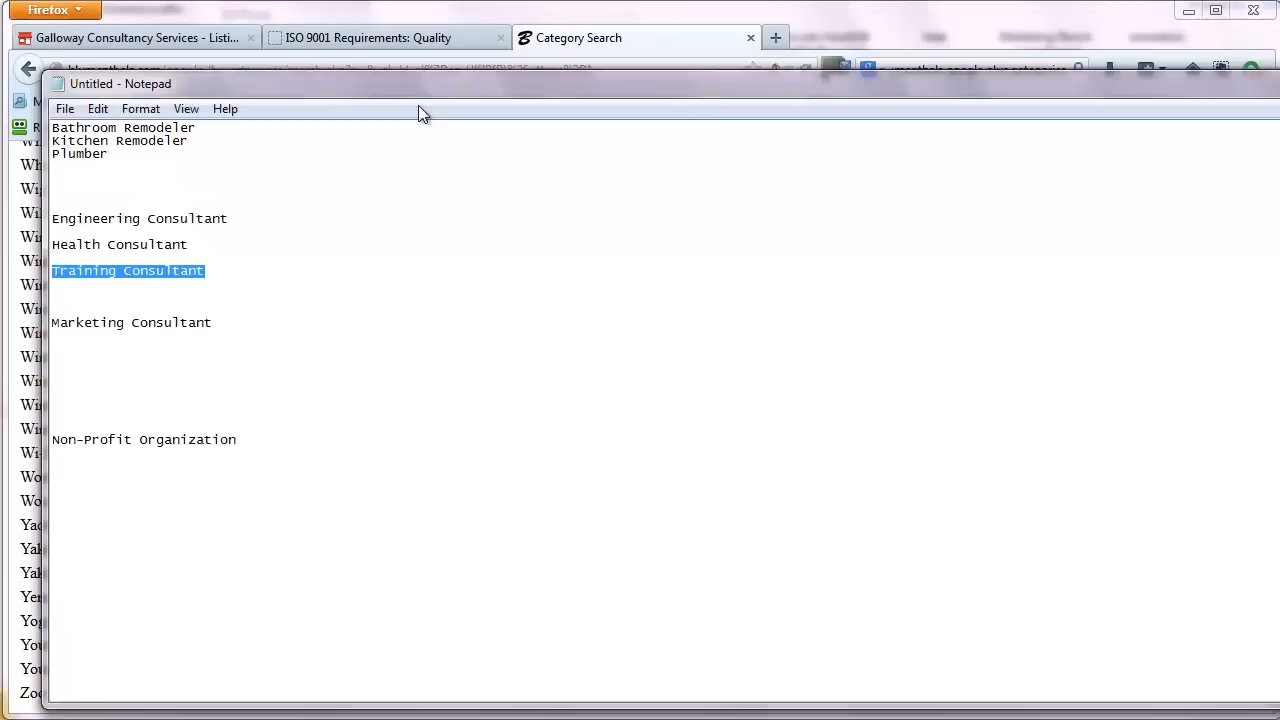 Firefox
Galloway Consultancy Services - Listi...
ISO 9001 Requirements: Quality
Category Search
Untitled - Notepad
File Edit Format View Help
Bathroom Remodeler
Kitchen Remodeler
Plumber
Engineering Consultant
Health Consultant
Training Consultant
Marketing Consultant
Non-Profit Organization